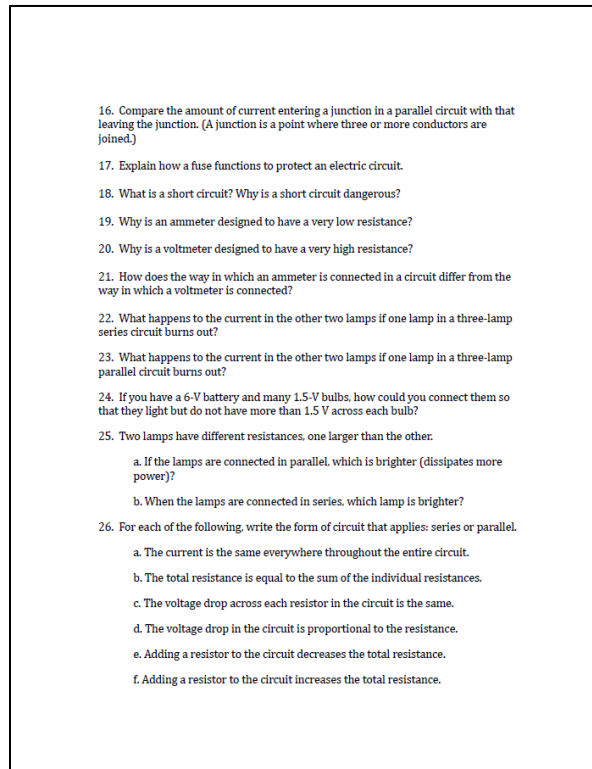 16. Compare the amount of current entering a junction in a parallel circuit with that
leaving the junction. (A junction is a point where three or more conductors are
joined.)
17. Explain how a fuse functions to protect an electric circuit.
18. What is a short circuit? Why is a short circuit dangerous?
19. Why is an ammeter designed to have a very low resistance?
20. Why is a voltmeter designed to have a very high resistance?
21. How does the way in which an ammeter is connected in a circuit differ from the
way in which a voltmeter is connected?
22. What happens to the current in the other two lamps if one lamp in a three-lamp
series circuit burns out?
23. What happens to the current in the other two lamps if one lamp in a three-lamp
parallel circuit burns out?
24. If you have a 6-V battery and many 1.5-V bulbs, how could you connect them so
that they light but do not have more than 1.5 V across each bulb?
25. Two lamps have different resistances, one larger than the other.
a. If the lamps are connected in parallel, which is brighter (dissipates more
power)?
b. When the lamps are connected in series, which lamp is brighter?
26. For each of the following, write the form of circuit that applies: series or parallel.
a. The current is the same everywhere throughout the entire circuit.
b. The total resistance is equal to the sum of the individual resistances.
c. The voltage drop across each resistor in the circuit is the same.
d. The voltage drop in the circuit is proportional to the resistance.
e. Adding a resistor to the circuit decreases the total resistance.
f. Adding a resistor to the circuit increases the total resistance.